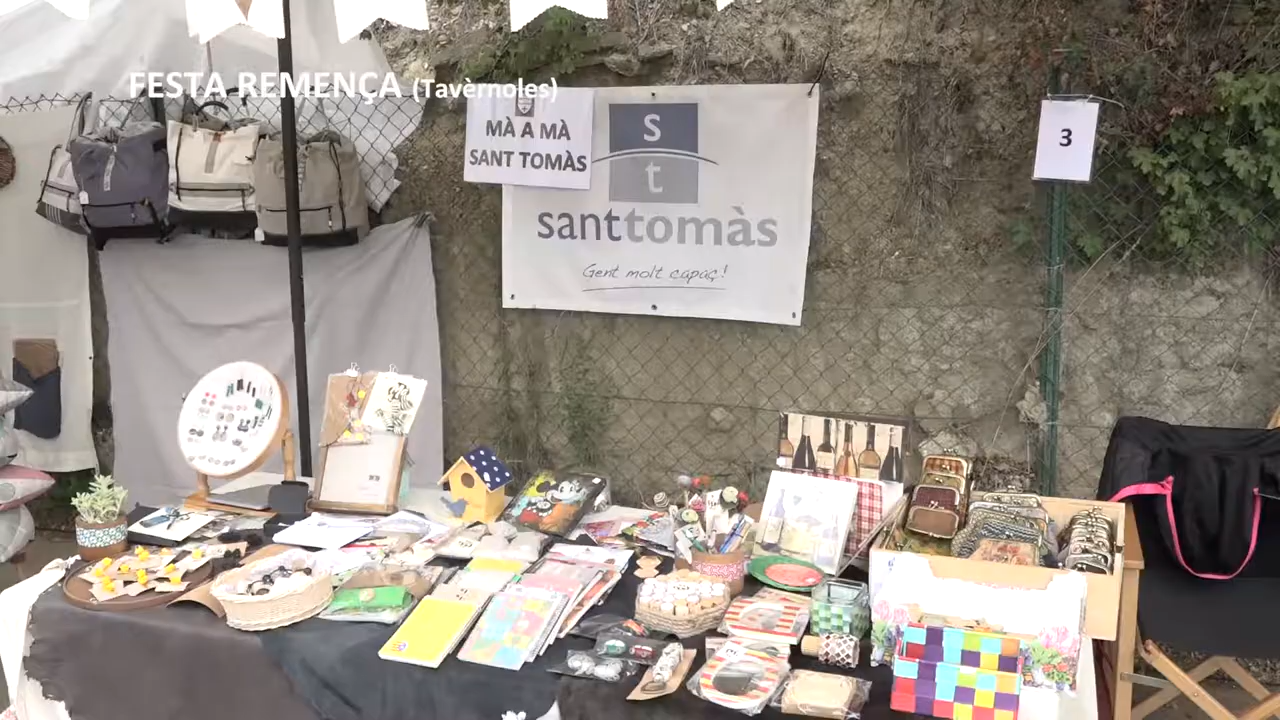 FESTA REMENÇA (Tavèrnoles)
MÀ A MÀ
SANT TOMÀS
s
t
santtomàs
Gent molt capaç!
3